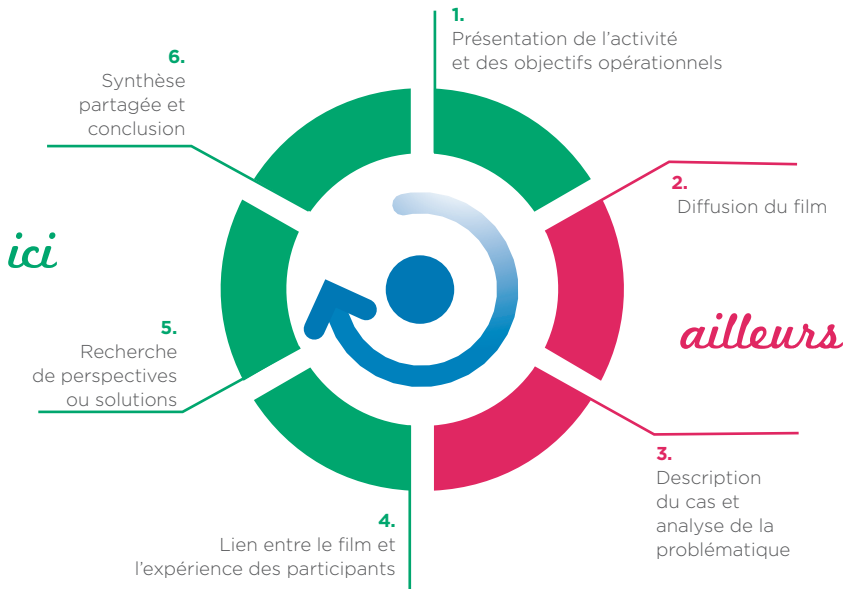 1.
Présentation de l'activité
et des objectifs opérationnels
2.
Diffusion du film
ailleurs
3.
Description
du cas et
analyse de la
problématique
4.
Lien entre le film et
l'expérience des participants
5.
Recherche
de perspectives
ou solutions
ici
6.
Synthèse
partagée et
conclusion